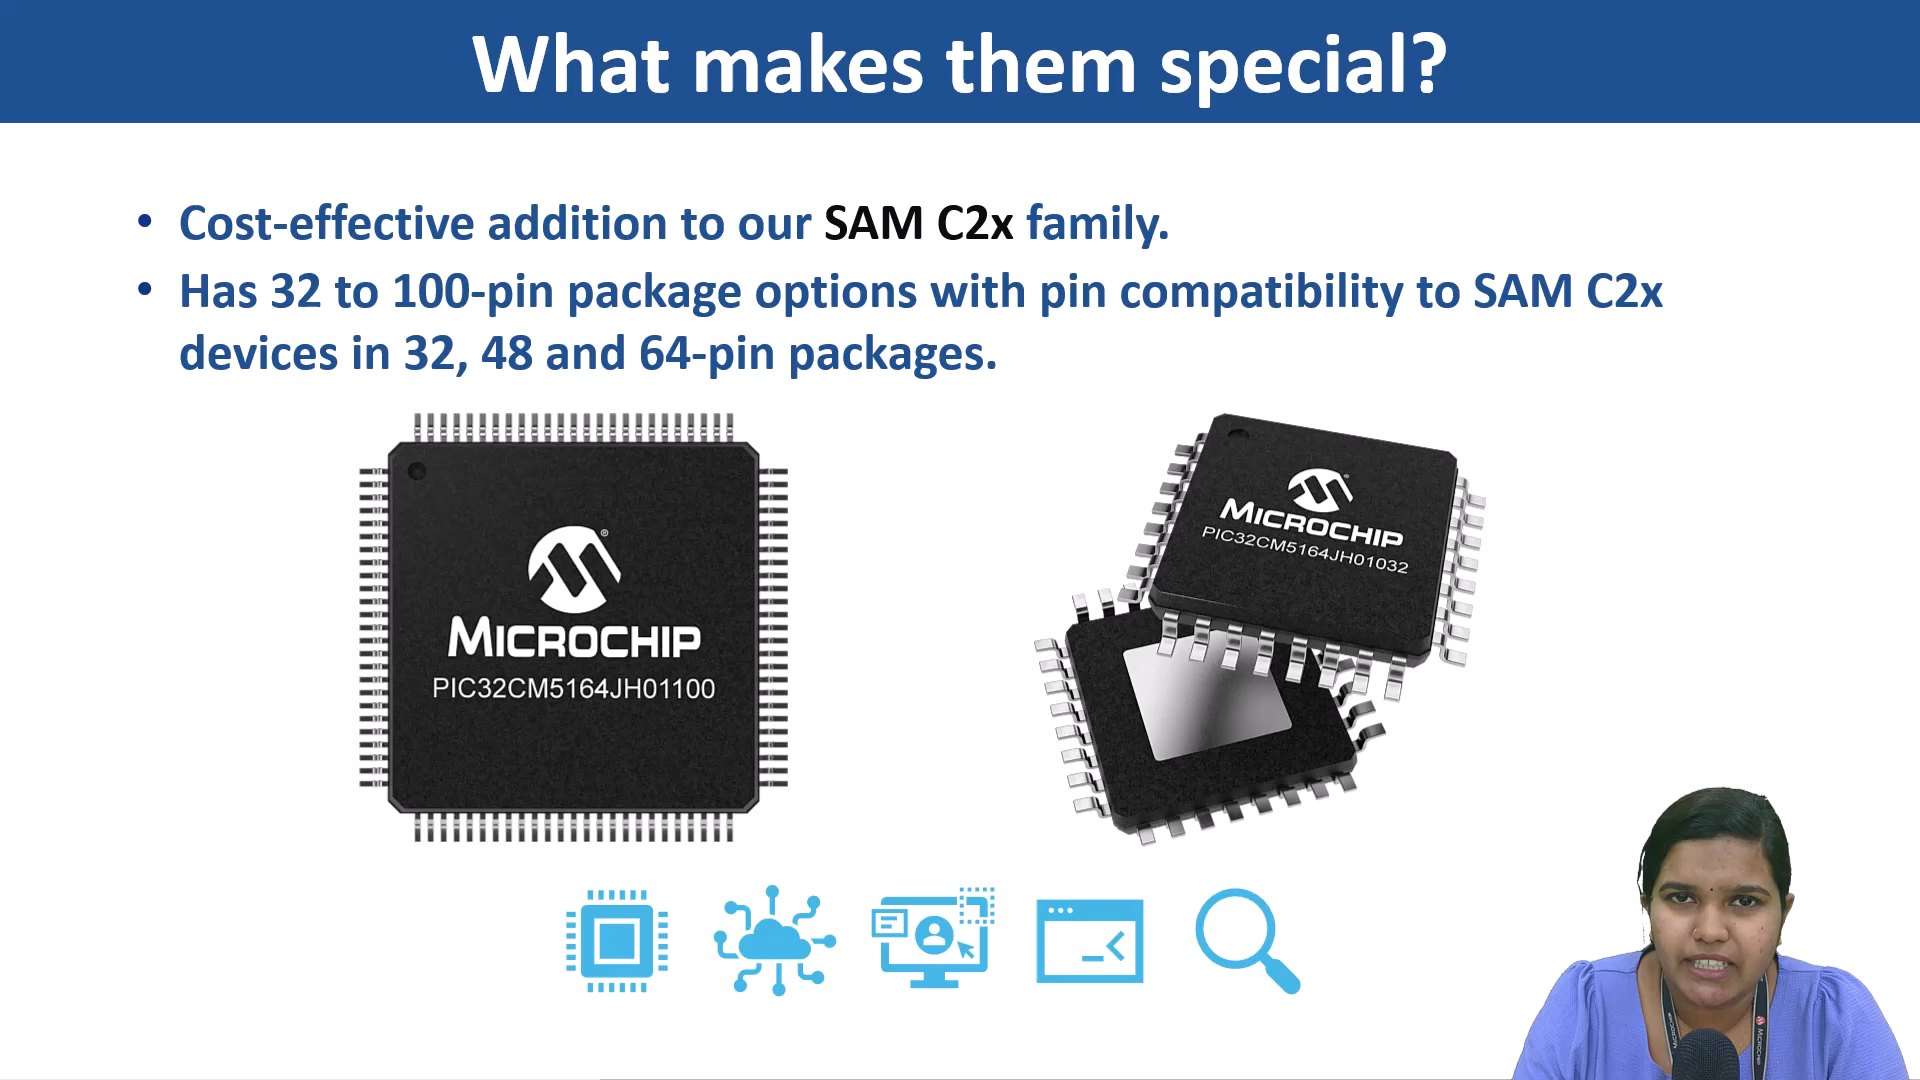 What makes them special?
• Cost-effective addition to our SAM C2x family.
• Has 32 to 100-pin package options with pin compatibility to SAM C2x
devices in 32, 48 and 64-pin packages.
MICROCHIP
PIC32CM5164JH01100
MICROCHIP
PIC32CM5164JH01032
MICROCHIP